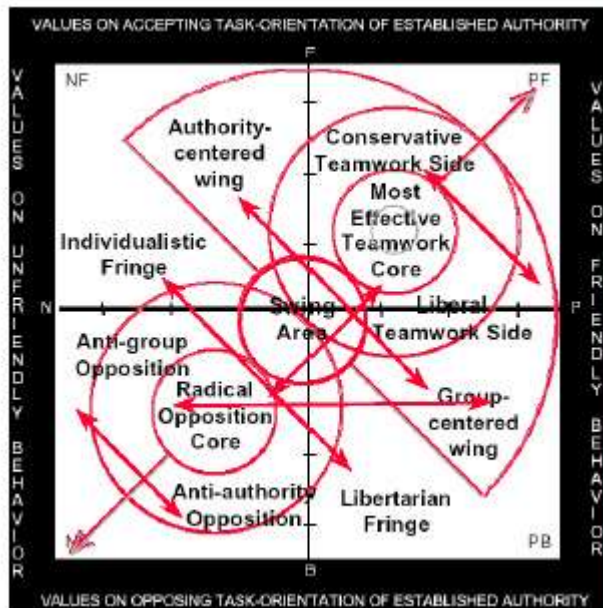 VALUES ON ACCEPTING TASK-ORIENTATION OF ESTABLISHED AUTHORITY
F
NF
PF
VALUES ON UNFRIENDLY BEHAVIOR
VALUES ON FRIENDLY BEHAVIOR
Authority-
centered
wing
Conservative
Teamwork Side
Most
Effective
Teamwork
Core
Individualistic
Fringe
N
Swing
Area
Liberal
Teamwork Side
P
Anti-group
Opposition
Radical
Opposition
Core
Group-
centered
wing
Anti-authority
Opposition
Libertarian
Fringe
PB
B
VALUES ON OPPOSING TASK-ORIENTATION OF ESTABLISHED AUTHORITY